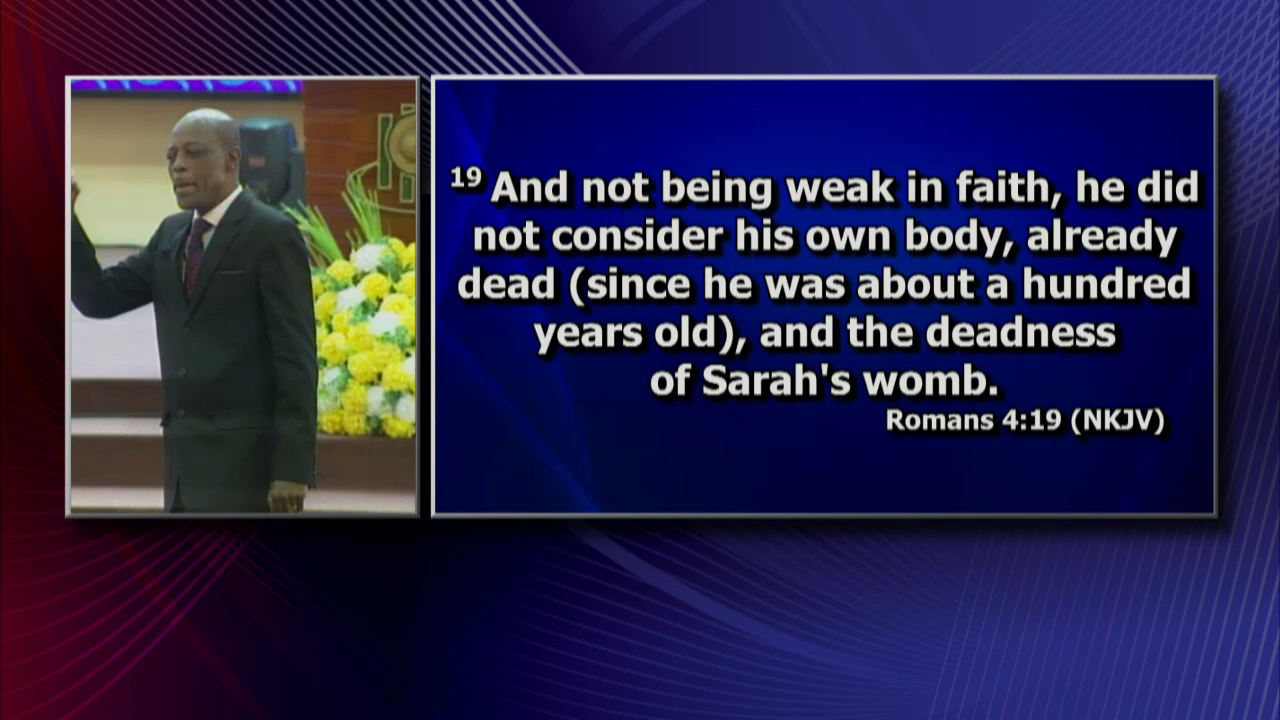 19 And not being weak in faith, he did
not consider his own body, already
dead (since he was about a hundred
years old), and the deadness
of Sarah's womb.
Romans 4:19 (NKJV)